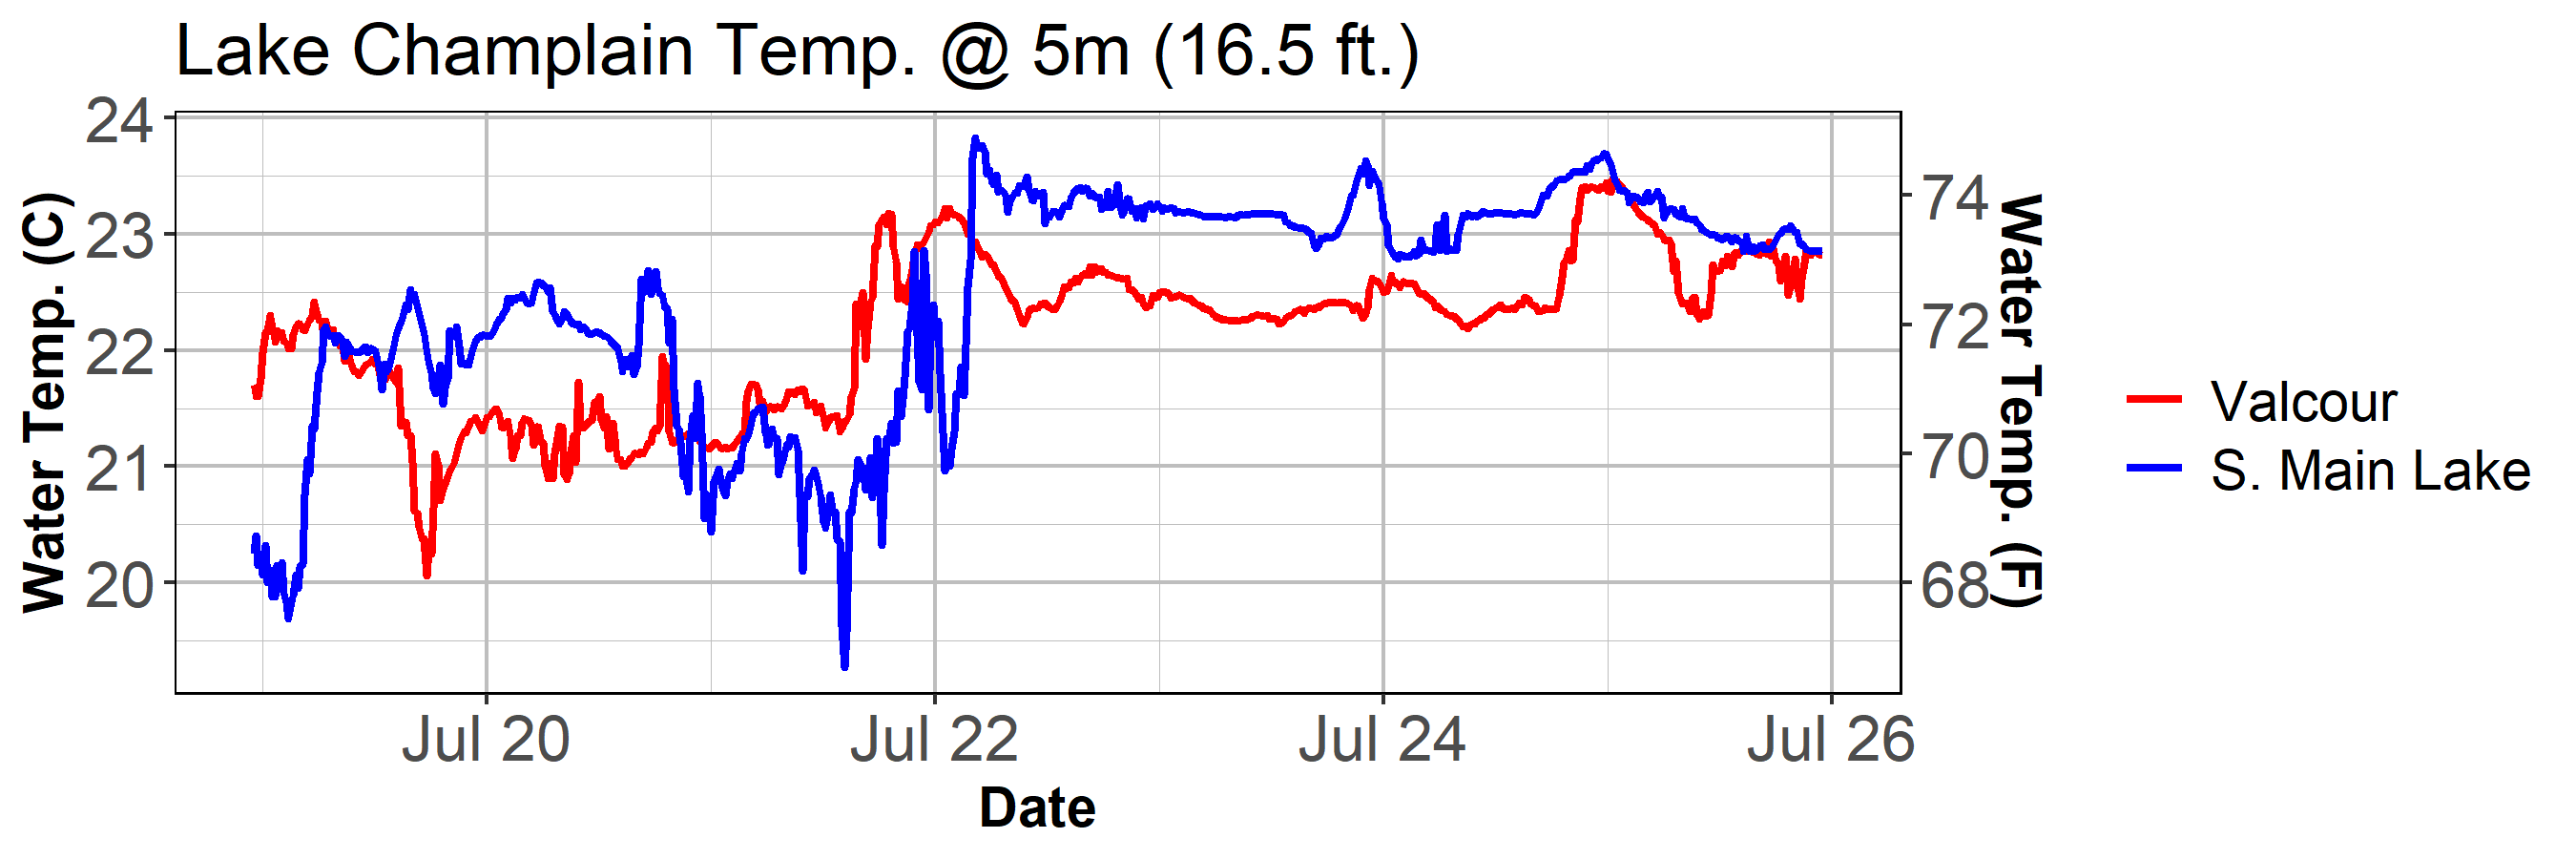 Lake Champlain Temp. @ 5m (16.5 ft.)
Water Temp. (C)
24
23
22
21
20
74
72
70
68
Water Temp. (F)
Jul 20
Jul 22
Jul 24
Jul 26
Date
Valcour
S. Main Lake